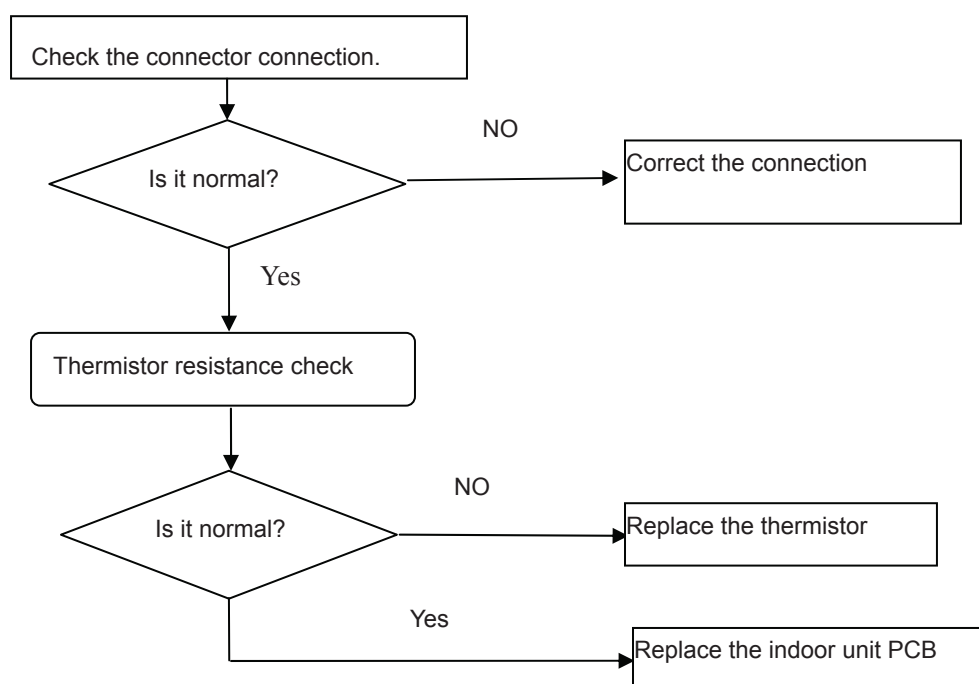 Check the connector connection.
NO
Is it normal?
Correct the connection
Yes
Thermistor resistance check
NO
Is it normal?
Replace the thermistor
Yes
Replace the indoor unit PCB